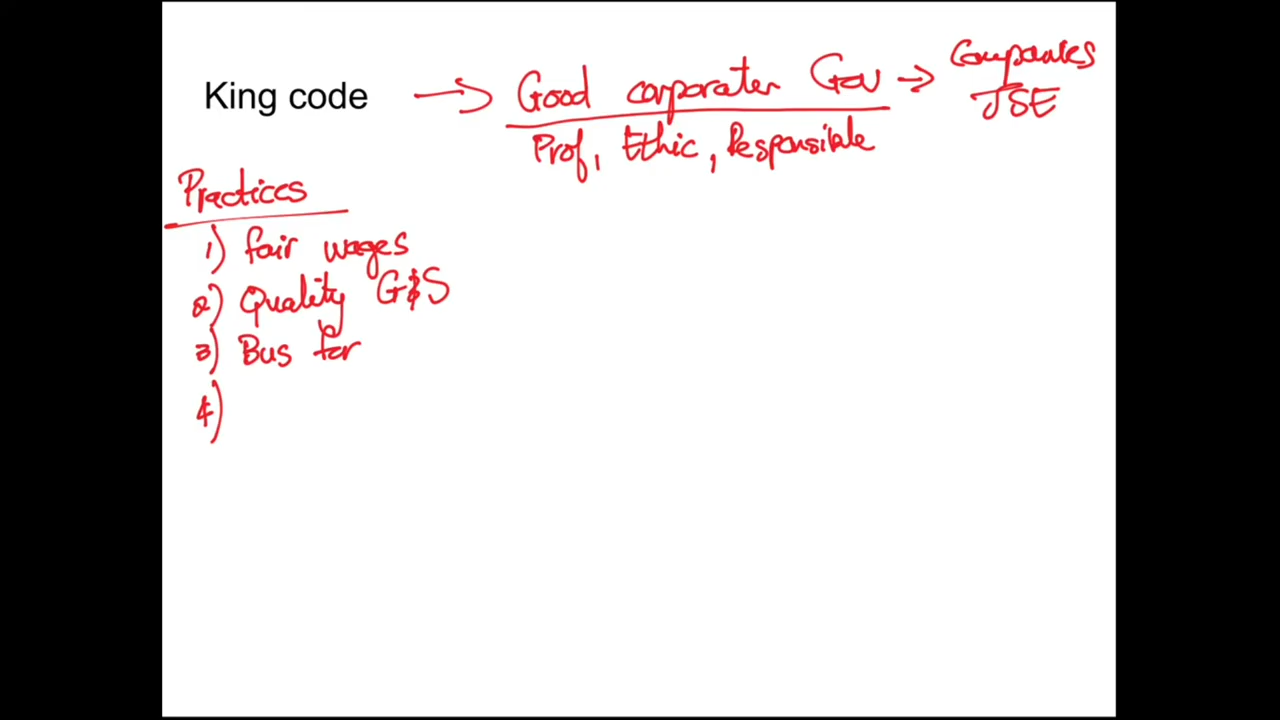 King code → Good corporater Gov → Companies
JSE
Prof, Ethic, Responsible
Practices
1) fair wages
2) Quality G&S
3) Bus
4)